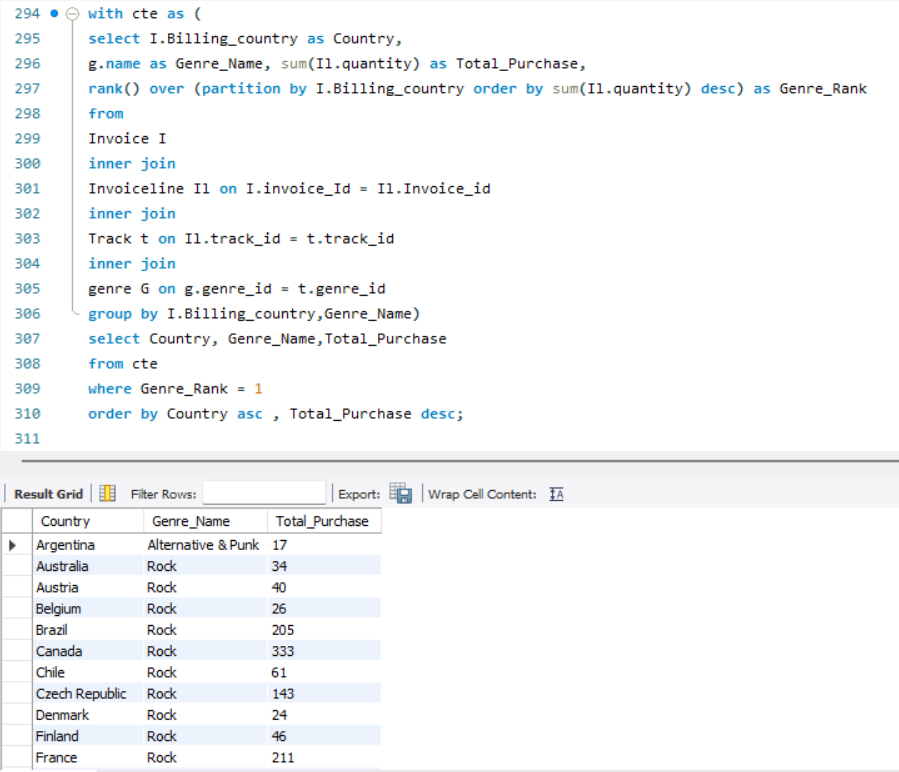 294 with cte as (
295 select I.Billing_country as Country,
296 g.name as Genre_Name, sum(Il.quantity) as Total_Purchase,
297 rank() over (partition by I.Billing_country order by sum(Il.quantity) desc) as Genre_Rank
298 from
299 Invoice I
300 inner join
301 Invoiceline Il on I.invoice_Id = Il.Invoice_id
302 inner join
303 Track t on Il.track_id = t.track_id
304 inner join
305 genre G on g.genre_id = t.genre_id
306 group by I.Billing_country,Genre_Name)
307 select Country, Genre_Name,Total_Purchase
308 from cte
309 where Genre_Rank = 1
310 order by Country asc , Total_Purchase desc;
311
Result Grid Filter Rows: Export: Wrap Cell Content: IA
Country Genre_Name Total_Purchase
Argentina Alternative & Punk 17
Australia Rock 34
Austria Rock 40
Belgium Rock 26
Brazil Rock 205
Canada Rock 333
Chile Rock 61
Czech Republic Rock 143
Denmark Rock 24
Finland Rock 46
France Rock 211